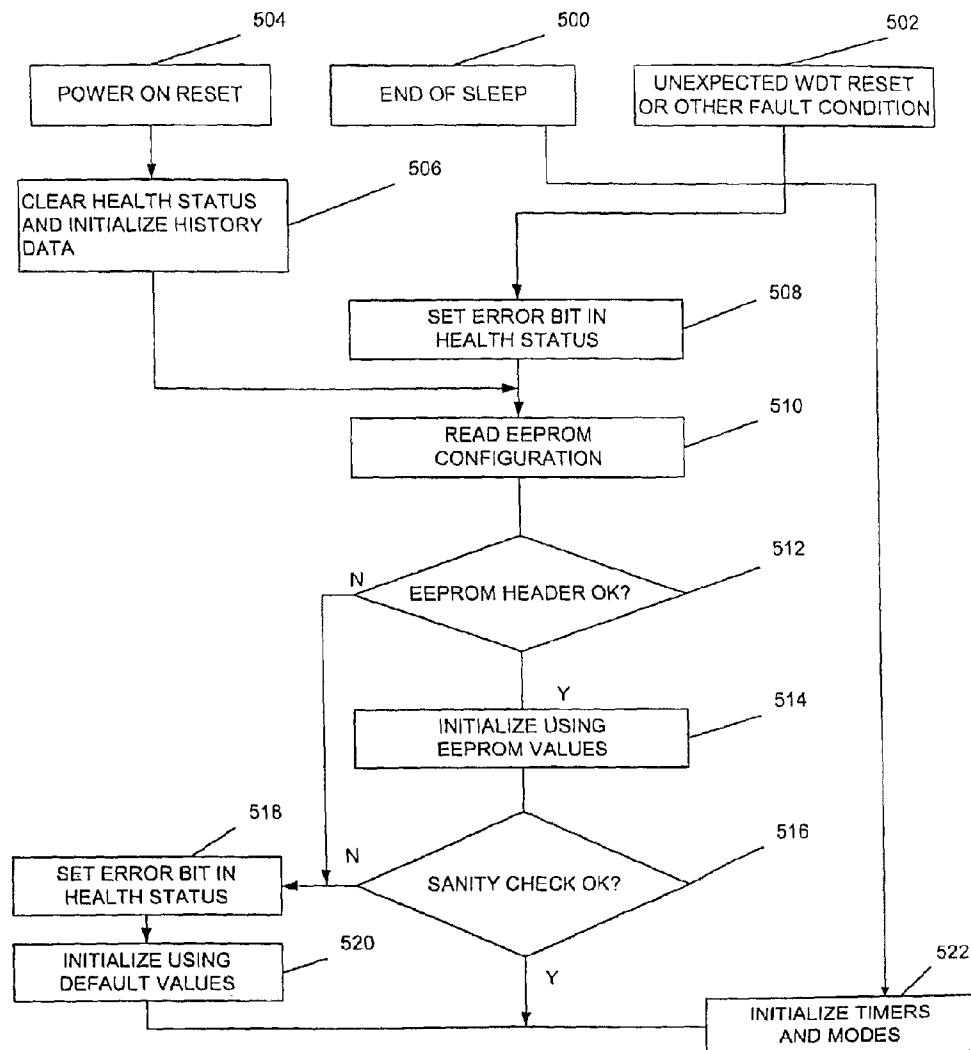 504
500
502
POWER ON RESET
END OF SLEEP
UNEXPECTED WDT RESET
OR OTHER FAULT CONDITION
506
CLEAR HEALTH STATUS
AND INITIALIZE HISTORY
DATA
508
SET ERROR BIT IN
HEALTH STATUS
510
READ EEPROM
CONFIGURATION
512
N
EEPROM HEADER OK?
Y
514
INITIALIZE USING
EEPROM VALUES
518
516
N
SET ERROR BIT IN
HEALTH STATUS
SANITY CHECK OK?
520
INITIALIZE USING
DEFAULT VALUES
Y
522
INITIALIZE TIMERS
AND MODES